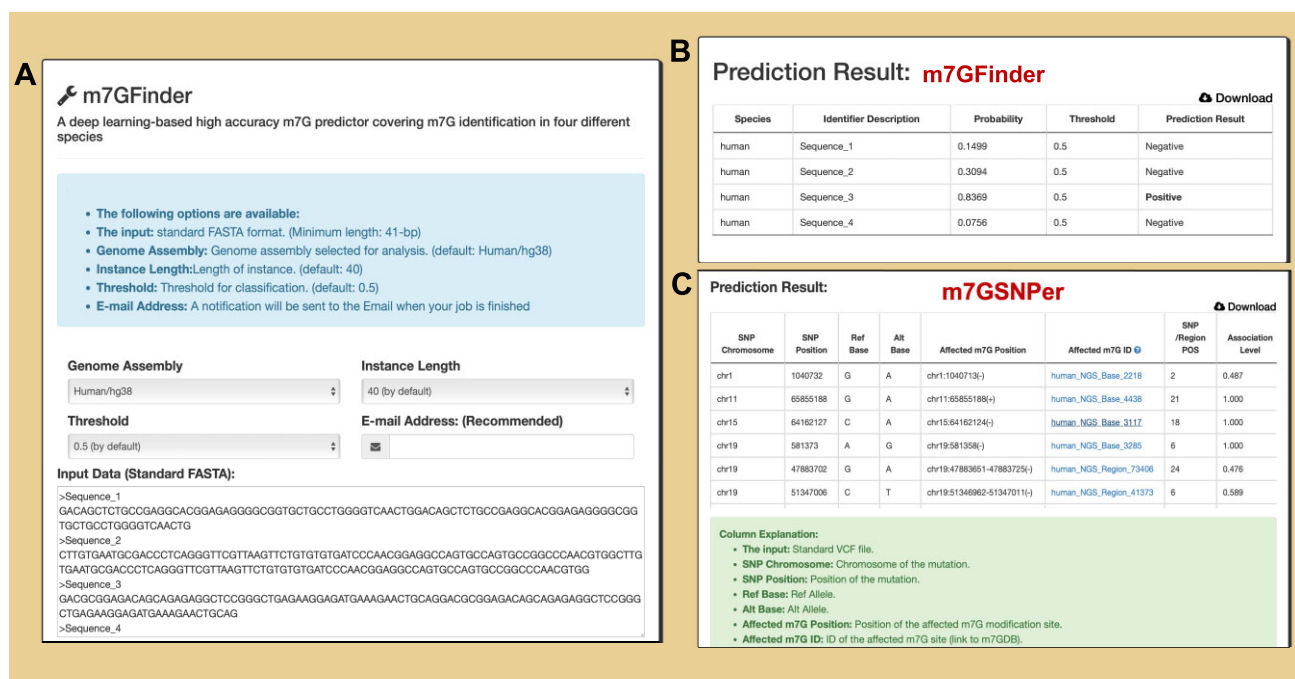 A
m7GFinder
A deep learning-based high accuracy m7G predictor covering m7G identification in four different
species
• The following options are available:
• The input: standard FASTA format. (Minimum length: 41-bp)
• Genome Assembly: Genome assembly selected for analysis. (default: Human/hg38)
• Instance Length:Length of instance. (default: 40)
• Threshold: Threshold for classification. (default: 0.5)
• E-mail Address: A notification will be sent to the Email when your job is finished
Genome Assembly Instance Length
Human/hg38 40 (by default)
Threshold E-mail Address: (Recommended)
0.5 (by default)
Input Data (Standard FASTA):
>Sequence_1
GACAGCTCTGCCGAGGCACGGAGAGGGGCGGTGCTGCCTGGGGTCAACTGGACAGCTCTGCCGAGGCACGGAGAGGGGCGG
TGCTGCCTGGGGTCAACTG
>Sequence_2
CTTGTGAATGCGACCCTCAGGGTTCGTTAAGTTCTGTGTGTGATCCCAACGGAGGCCAGTGCCAGTGCCGGCCCAACGTGGCTTG
TGAATGCGACCCTCAGGGTTCGTTAAGTTCTGTGTGTGATCCCAACGGAGGCCAGTGCCAGTGCCGGCCCAACGTGG
>Sequence_3
GACGCGGAGACAGCAGAGAGGCTCCGGGCTGAGAAGGAGATGAAAGAACTGCAGGACGCGGAGACAGCAGAGAGGCTCCGGG
CTGAGAAGGAGATGAAAGAACTGCAG
>Sequence_4
B
Prediction Result: m7GFinder
Download
Species Identifier Description Probability Threshold Prediction Result
human Sequence_1 0.1499 0.5 Negative
human Sequence_2 0.3094 0.5 Negative
human Sequence_3 0.8369 0.5 Positive
human Sequence_4 0.0756 0.5 Negative
C
Prediction Result: m7GSNPer
Download
SNP Chromosome SNP Position Ref Base Alt Base Affected m7G Position Affected m7G ID SNP /Region POS Association Level
chr1 1040732 G A chr1:1040713(-) human_NGS_Base_2218 2 0.487
chr11 65855188 G A chr11:65855188(+) human_NGS_Base_4438 21 1.000
chr15 64162127 C A chr15:64162124(-) human_NGS_Base_3117 18 1.000
chr19 581373 A G chr19:581358(-) human_NGS_Base_3285 6 1.000
chr19 47883702 G A chr19:47883651-47883725(-) human_NGS_Region_73406 24 0.476
chr19 51347006 C T chr19:51346962-51347011(-) human_NGS_Region_41373 6 0.589
Column Explanation:
• The input: Standard VCF file.
• SNP Chromosome: Chromosome of the mutation.
• SNP Position: Position of the mutation.
• Ref Base: Ref Allele.
• Alt Base: Alt Allele.
• Affected m7G Position: Position of the affected m7G modification site.
• Affected m7G ID: ID of the affected m7G site (link to m7GDB).